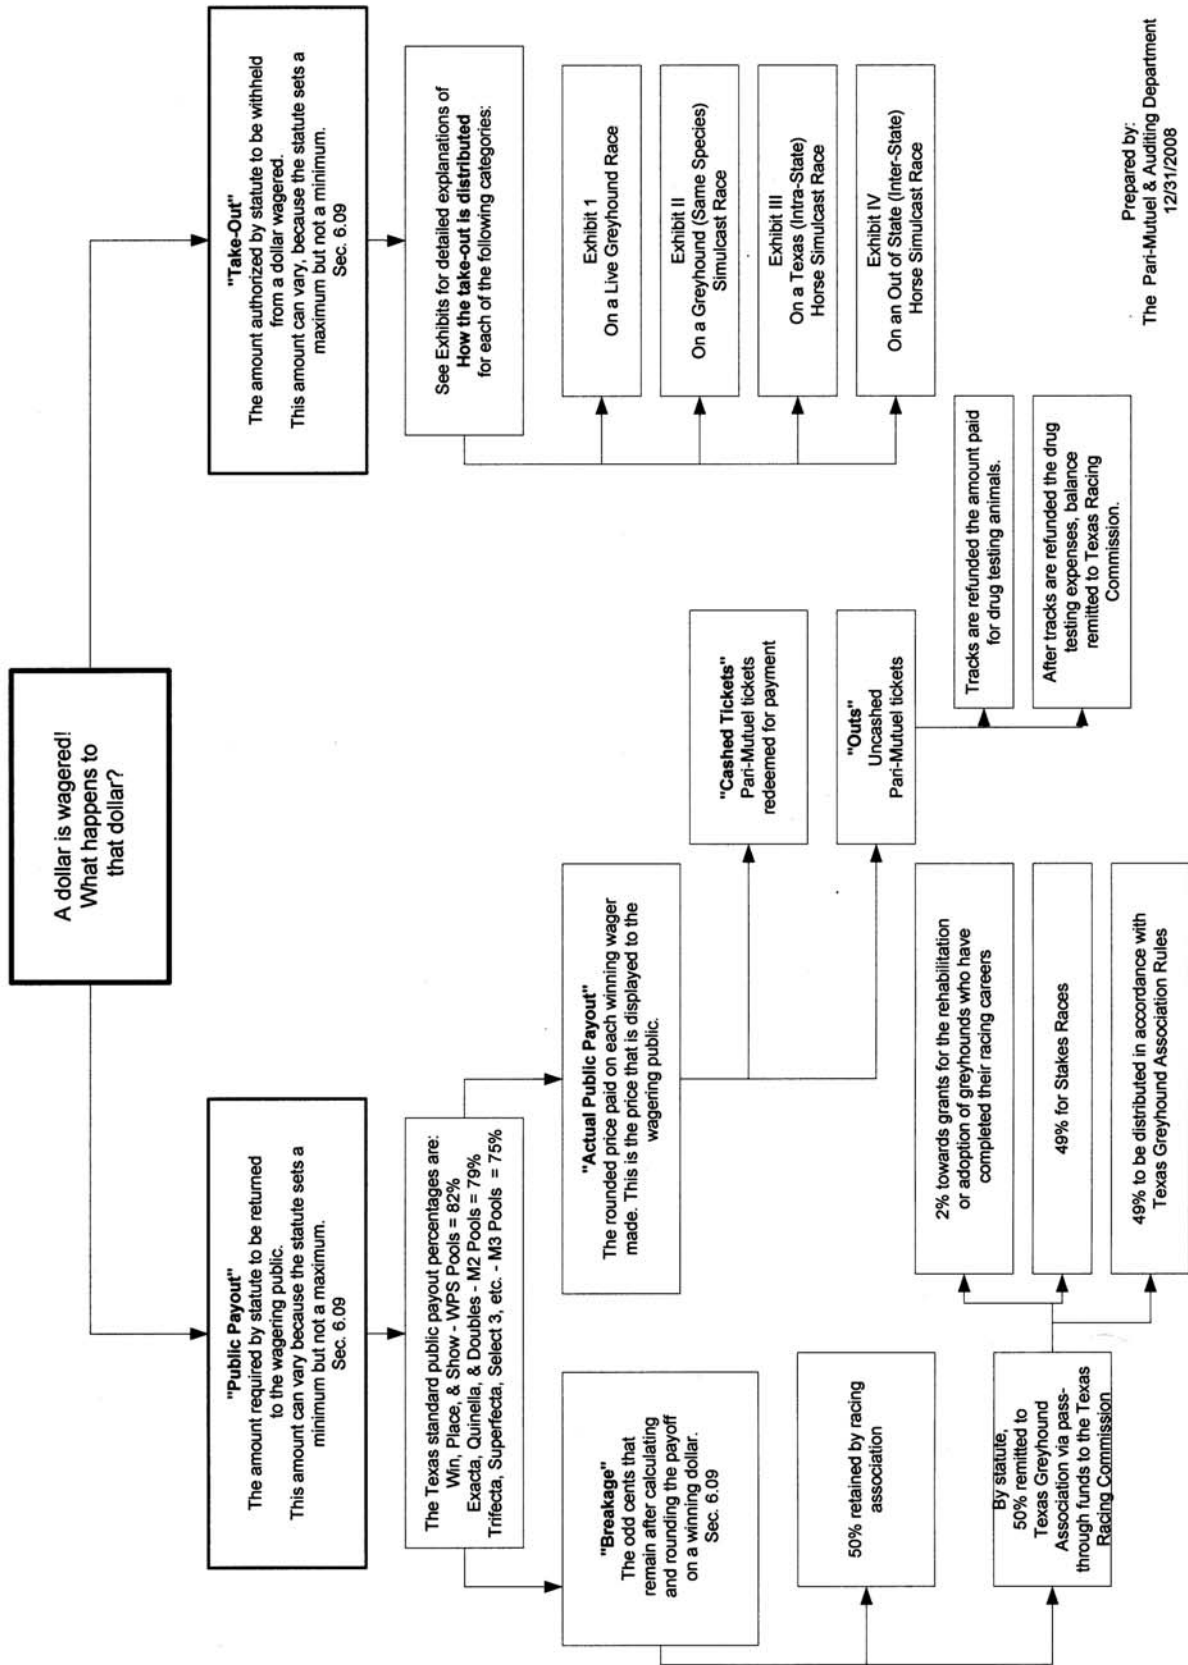 A dollar is wagered!
What happens to
that dollar?
"Public Payout"
The amount required by statute to be returned
to the wagering public.
This amount can vary because the statute sets a
minimum but not a maximum.
Sec. 6.09
The Texas standard public payout percentages are:
Win, Place, & Show - WPS Pools = 82%
Exacta, Quinella, & Doubles - M2 Pools = 79%
Trifecta, Superfecta, Select 3, etc. - M3 Pools = 75%
"Breakage"
The odd cents that
remain after calculating
and rounding the payoff
on a winning dollar.
Sec. 6.09
50% retained by racing
association
By statute,
50% remitted to
Texas Greyhound
Association via pass-
through funds to the Texas
Racing Commission
2% towards grants for the rehabilitation
or adoption of greyhounds who have
completed their racing careers
49% for Stakes Races
49% to be distributed in accordance with
Texas Greyhound Association Rules
"Actual Public Payout"
The rounded price paid on each winning wager
made. This is the price that is displayed to the
wagering public.
"Cashed Tickets"
Pari-Mutuel tickets
redeemed for payment
"Outs"
Uncashed
Pari-Mutuel tickets
Tracks are refunded the amount paid
for drug testing animals.
After tracks are refunded the drug
testing expenses, balance
remitted to Texas Racing
Commission.
"Take-Out"
The amount authorized by statute to be withheld
from a dollar wagered.
This amount can vary, because the statute sets a
maximum but not a minimum.
Sec. 6.09
See Exhibits for detailed explanations of
How the take-out is distributed
for each of the following categories:
Exhibit 1
On a Live Greyhound Race
Exhibit II
On a Greyhound (Same Species)
Simulcast Race
Exhibit III
On a Texas (Intra-State)
Horse Simulcast Race
Exhibit IV
On an Out of State (Inter-State)
Horse Simulcast Race
Prepared by:
The Pari-Mutuel & Auditing Department
12/31/2008